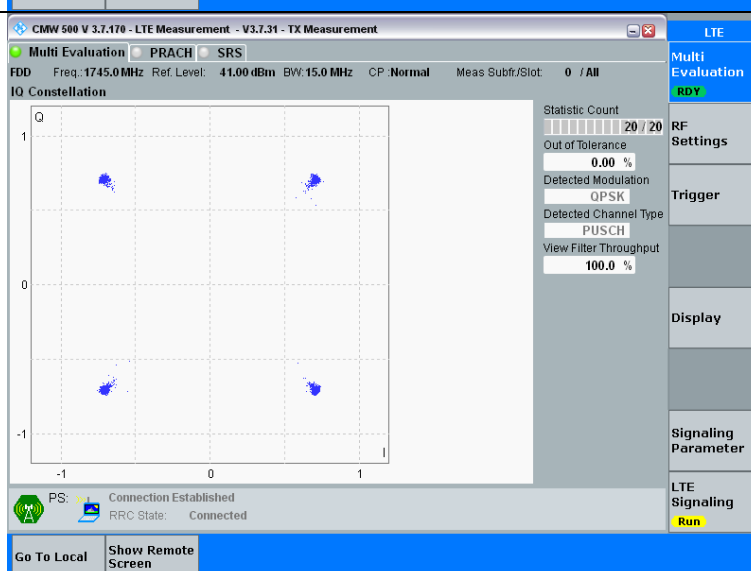 CMW 500 V 3.7.170 - LTE Measurement - V3.7.31 - TX Measurement
LTE
Multi Evaluation PRACH SRS
FDD Freq.: 1745.0 MHz Ref. Level: 41.00 dBm BW: 15.0 MHz CP : Normal Meas Subfr./Slot: 0 / All
IQ Constellation
Q
1
0
-1
-1 0 1
I
Statistic Count
20 / 20
Out of Tolerance
0.00 %
Detected Modulation
QPSK
Detected Channel Type
PUSCH
View Filter Throughput
100.0 %
Multi
Evaluation
RDY
RF
Settings
Trigger
Display
Signaling
Parameter
LTE
Signaling
Run
PS: Connection Established
RRC State: Connected
Go To Local
Show Remote
Screen